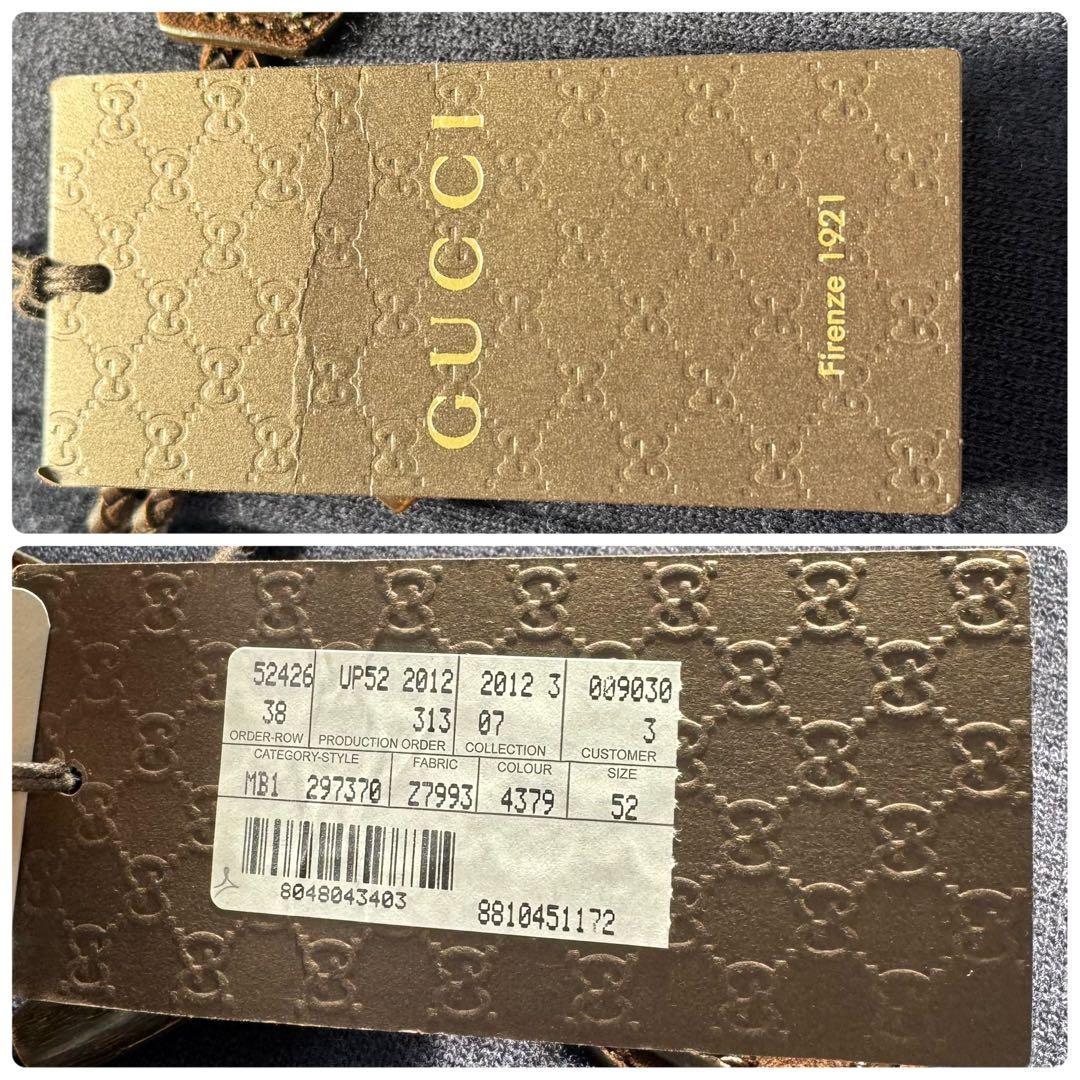 GUCCI
Firenze 1921
52426 UP52 2012 2012 3 009030
38 313 07 3
ORDER-ROW PRODUCTION ORDER COLLECTION CUSTOMER
CATEGORY-STYLE FABRIC COLOUR SIZE
MB1 297370 Z7993 4379 52
8048043403
8810451172